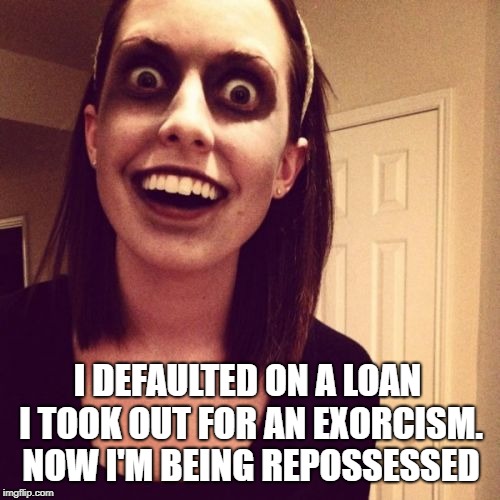 I DEFAULTED ON A LOAN
I TOOK OUT FOR AN EXORCISM.
NOW I'M BEING REPOSSESSED
imgflip.com